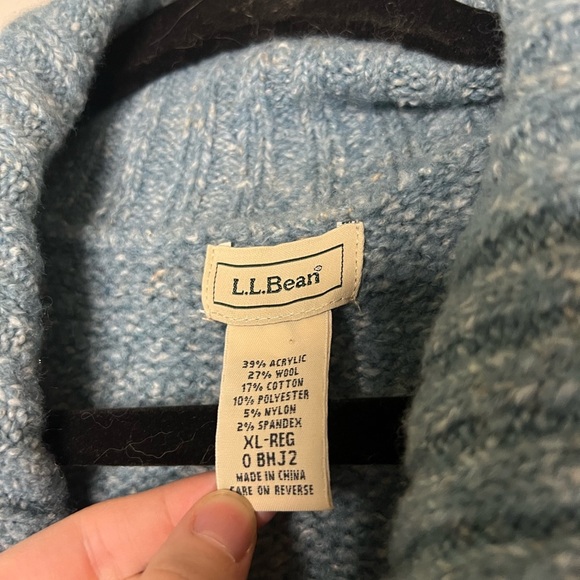 L.L.Bean®
39% ACRYLIC
27% WOOL
17% COTTON
10% POLYESTER
5% NYLON
2% SPANDEX
XL-REG
0 BHJ2
MADE IN CHINA
CARE ON REVERSE